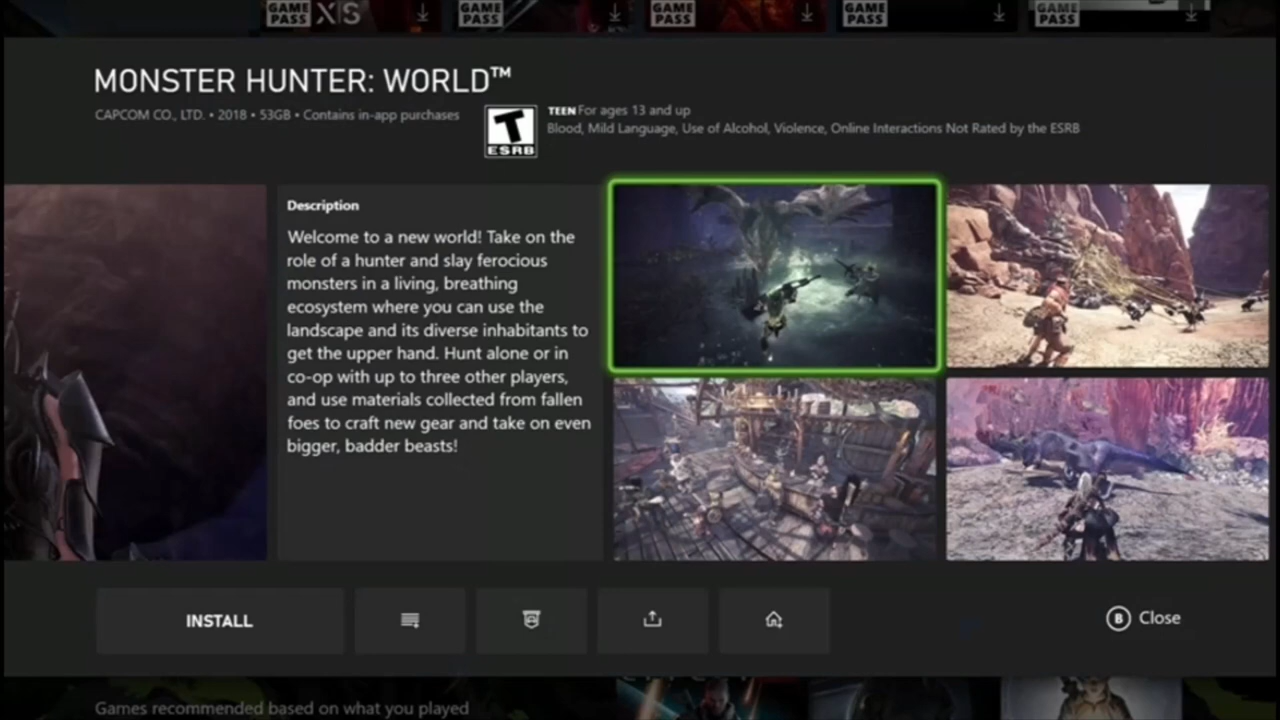 GAME
PASS
X|S
GAME
PASS
GAME
PASS
GAME
PASS
GAME
PASS
MONSTER HUNTER: WORLD™
CAPCOM CO., LTD. • 2018 • 53GB • Contains in-app purchases
T
ESRB
TEEN For ages 13 and up
Blood, Mild Language, Use of Alcohol, Violence, Online Interactions Not Rated by the ESRB
Description
Welcome to a new world! Take on the
role of a hunter and slay ferocious
monsters in a living, breathing
ecosystem where you can use the
landscape and its diverse inhabitants to
get the upper hand. Hunt alone or in
co-op with up to three other players,
and use materials collected from fallen
foes to craft new gear and take on even
bigger, badder beasts!
INSTALL
B Close
Games recommended based on what you played